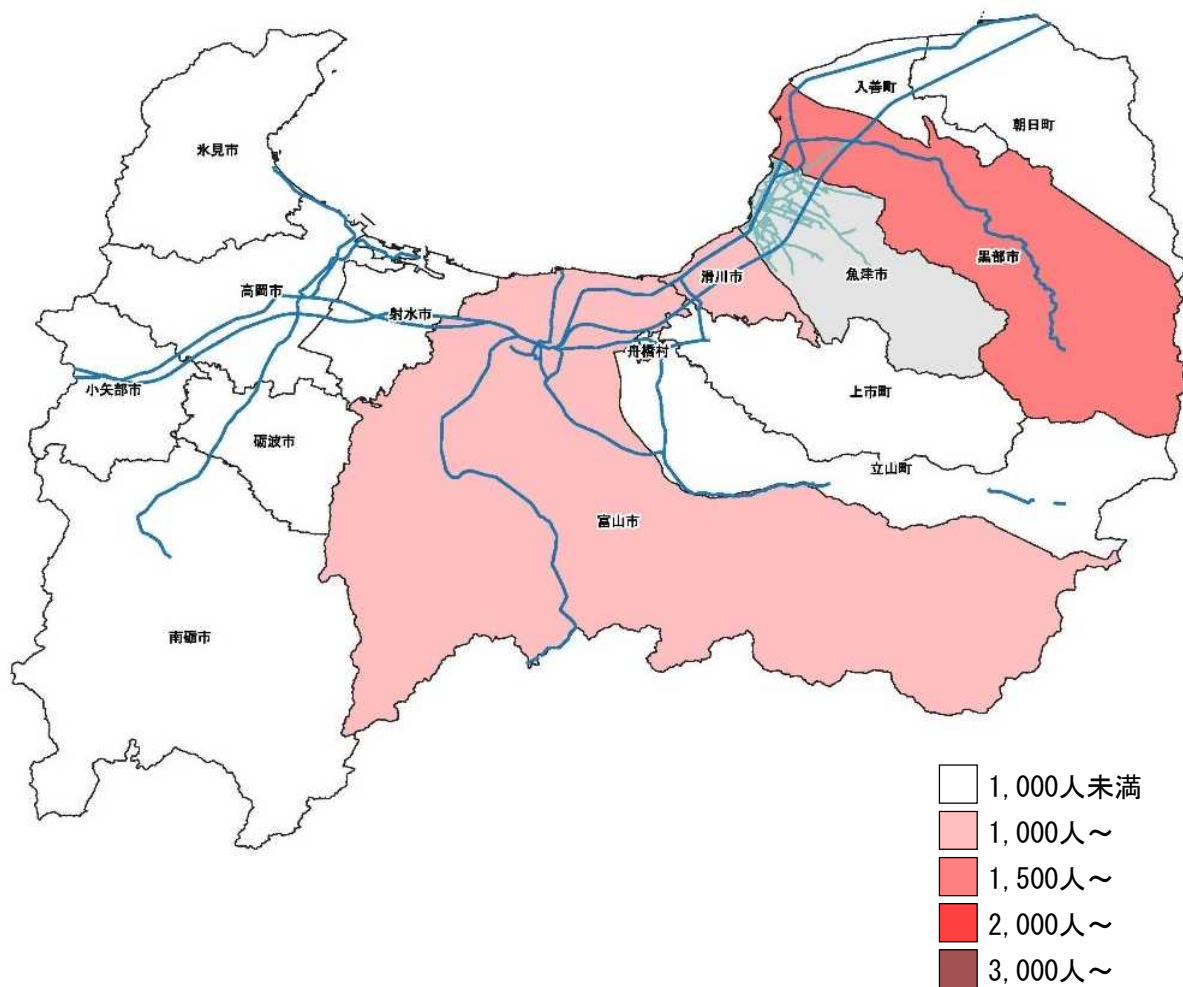 入善町
朝日町
氷見市
黒部市
魚津市
滑川市
高岡市
射水市
舟橋村
小矢部市
上市町
砺波市
立山町
富山市
南砺市
1,000人未満
1,000人～
1,500人～
2,000人～
3,000人～